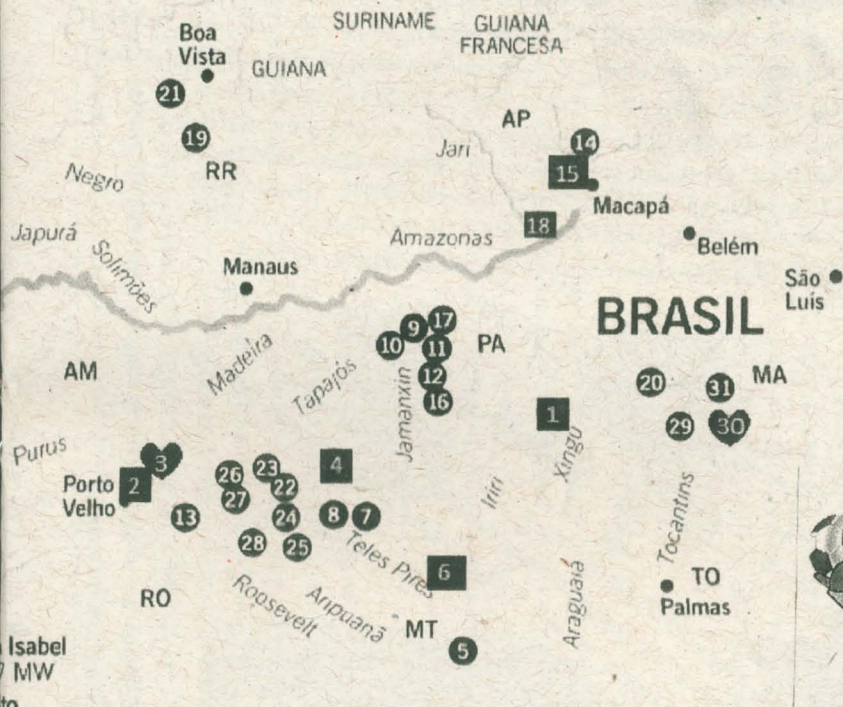 SURINAME
GUIANA
FRANCESA
Boa
Vista
GUIANA
21
19
RR
AP
Jari
14
15
Macapá
18
Negro
Japurá
Solimões
Amazonas
Belém
Manaus
São
Luís
BRASIL
AM
Madeira
Tapajós
Jamanxin
9
17
10
11
12
16
PA
20
31
MA
1
29
30
Xingu
Iriri
Purus
3
Porto
Velho
2
13
26
23
22
27
24
28
25
4
8
7
Teles Pires
6
Tocantins
Araguaia
TO
Palmas
RO
Roosevelt
Aripuanã
MT
5
Isabel
MW